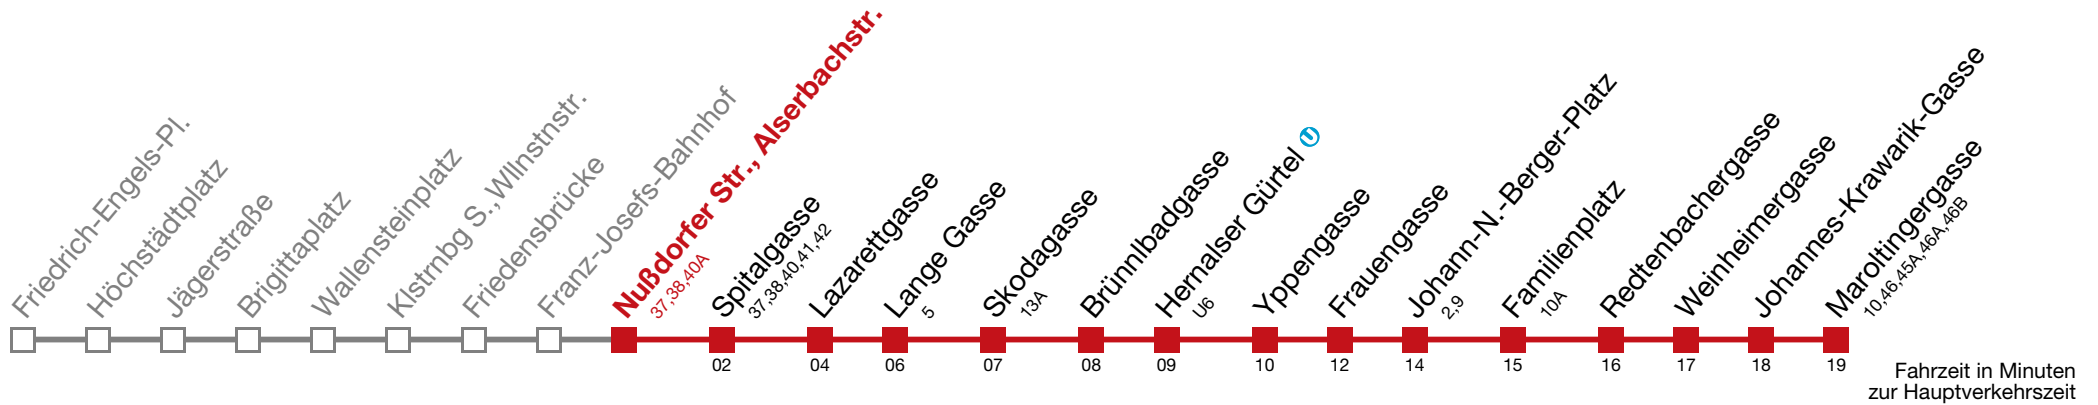 Friedrich-Engels-Pl.
Höchstädtplatz
Jägerstraße
Brigittaplatz
Wallensteinplatz
Klstrnbg S.,Wllnstnstr.
Friedensbrücke
Franz-Josefs-Bahnhof
Nußdorfer Str., Alserbachstr.
37,38,40A
Spitalgasse
37,38,40,41,42
02
Lazarettgasse
04
Lange Gasse
5
06
Skodagasse
13A
07
Brünnlbadgasse
08
Hernalser Gürtel U
U6
09
Yppengasse
10
Frauengasse
12
Johann-N.-Berger-Platz
2,9
14
Familienplatz
10A
15
Redtenbachergasse
16
Weinheimergasse
17
Johannes-Krawarik-Gasse
18
Maroltingergasse
10,46,45A,46A,46B
19
Fahrzeit in Minuten
zur Hauptverkehrszeit